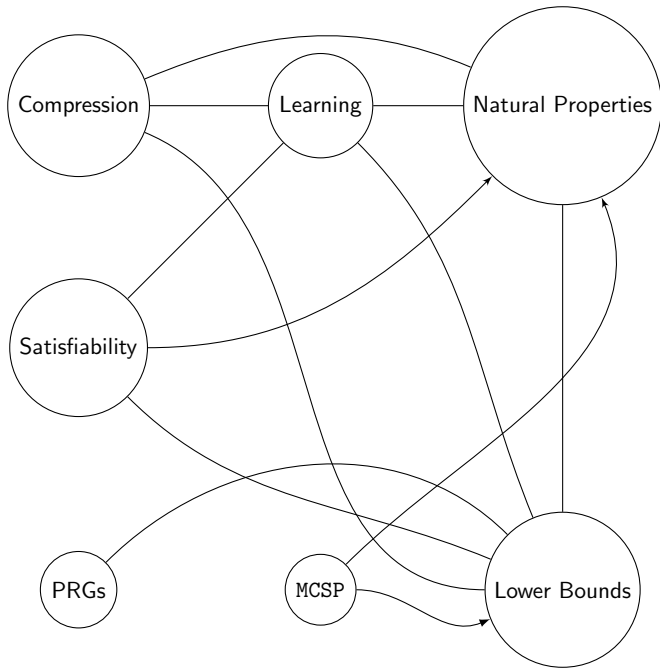 Compression
Learning
Natural Properties
Satisfiability
PRGs
MCSP
Lower Bounds